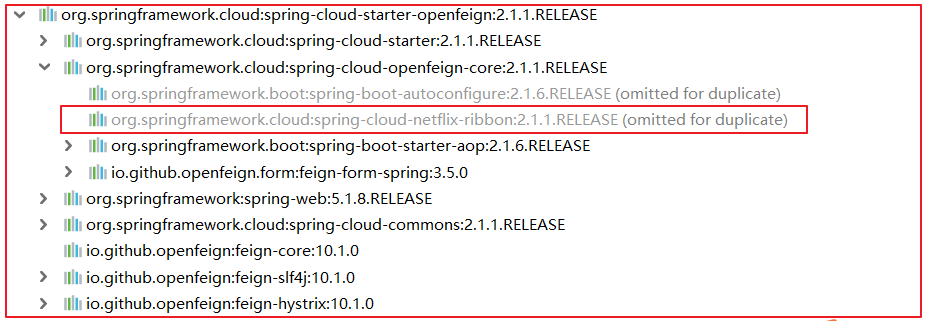 org.springframework.cloud:spring-cloud-starter-openfeign:2.1.1.RELEASE
org.springframework.cloud:spring-cloud-starter:2.1.1.RELEASE
org.springframework.cloud:spring-cloud-openfeign-core:2.1.1.RELEASE
org.springframework.boot:spring-boot-autoconfigure:2.1.6.RELEASE (omitted for duplicate)
org.springframework.cloud:spring-cloud-netflix-ribbon:2.1.1.RELEASE (omitted for duplicate)
org.springframework.boot:spring-boot-starter-aop:2.1.6.RELEASE
io.github.openfeign.form:feign-form-spring:3.5.0
org.springframework:spring-web:5.1.8.RELEASE
org.springframework.cloud:spring-cloud-commons:2.1.1.RELEASE
io.github.openfeign:feign-core:10.1.0
io.github.openfeign:feign-slf4j:10.1.0
io.github.openfeign:feign-hystrix:10.1.0